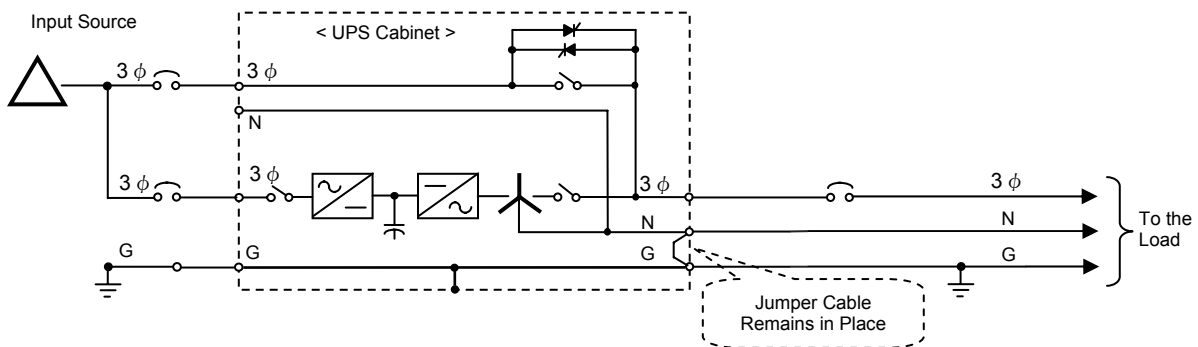 Input Source
< UPS Cabinet >
3 ϕ
3 ϕ
N
3 ϕ
3 ϕ
3 ϕ
3 ϕ
N
N
To the
Load
G
G
G
G
Jumper Cable
Remains in Place